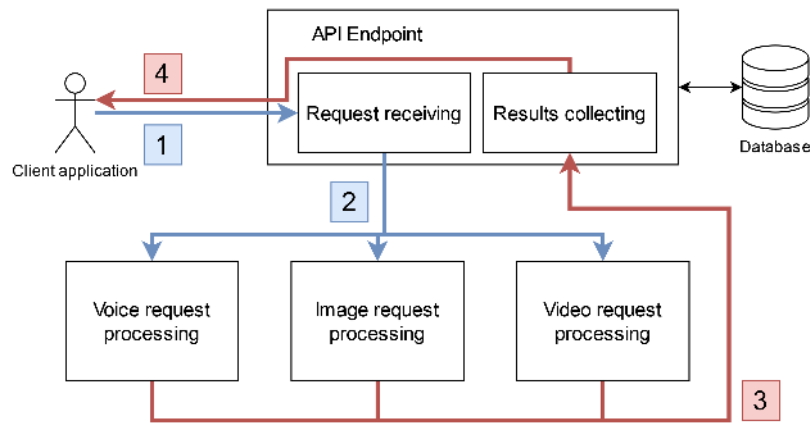 API Endpoint
4
Request receiving
Results collecting
1
Client application
Database
2
Voice request
processing
Image request
processing
Video request
processing
3